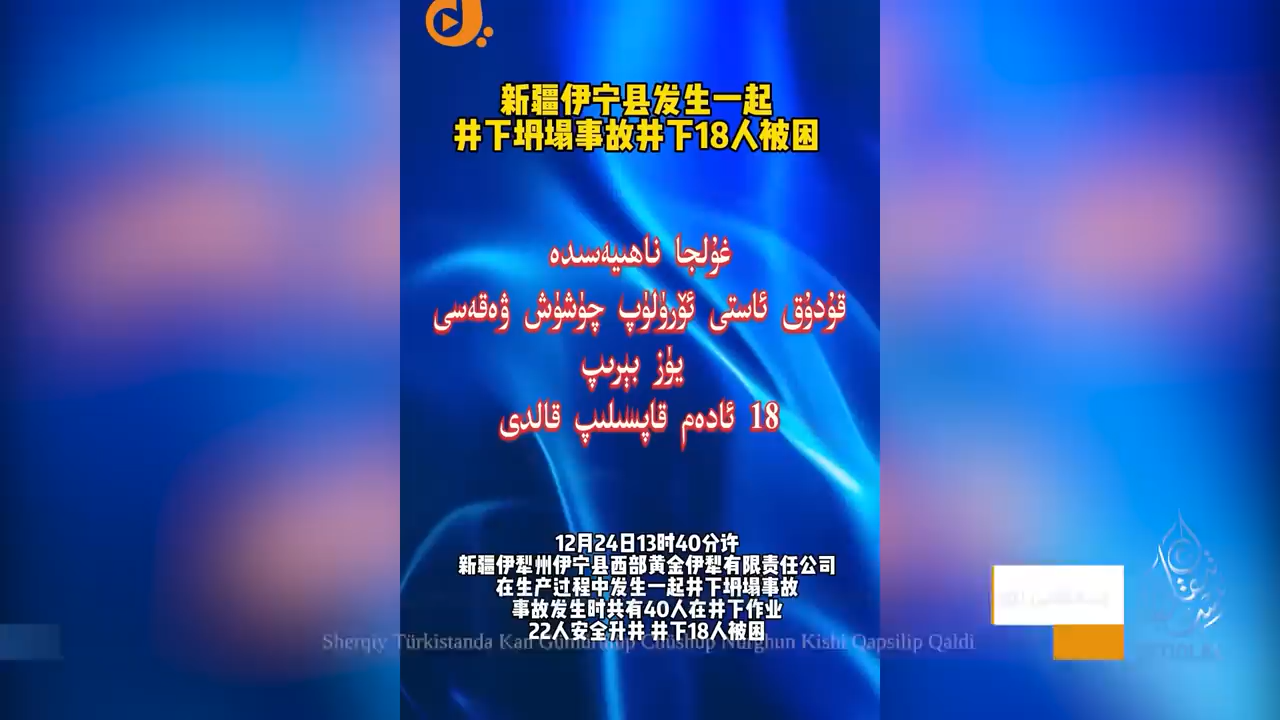 新疆伊宁县发生一起
井下坍塌事故井下18人被困
غۇلجا ناھىيەسىدە
قۇدۇق ئاستى ئۆرۈلۈپ چۈشۈش ۋەقەسى
يۈز بېرىپ
18 ئادەم قاپسىلىپ قالدى
12月24日13时40分许
新疆伊犁州伊宁县西部黄金伊犁有限责任公司
在生产过程中发生一起井下坍塌事故
事故发生时共有40人在井下作业
22人安全升井 井下18人被困
Sherqiy Türkistanda Kan Gümürülüp Chüshüp Nurghun Kishi Qapsilip Qaldi